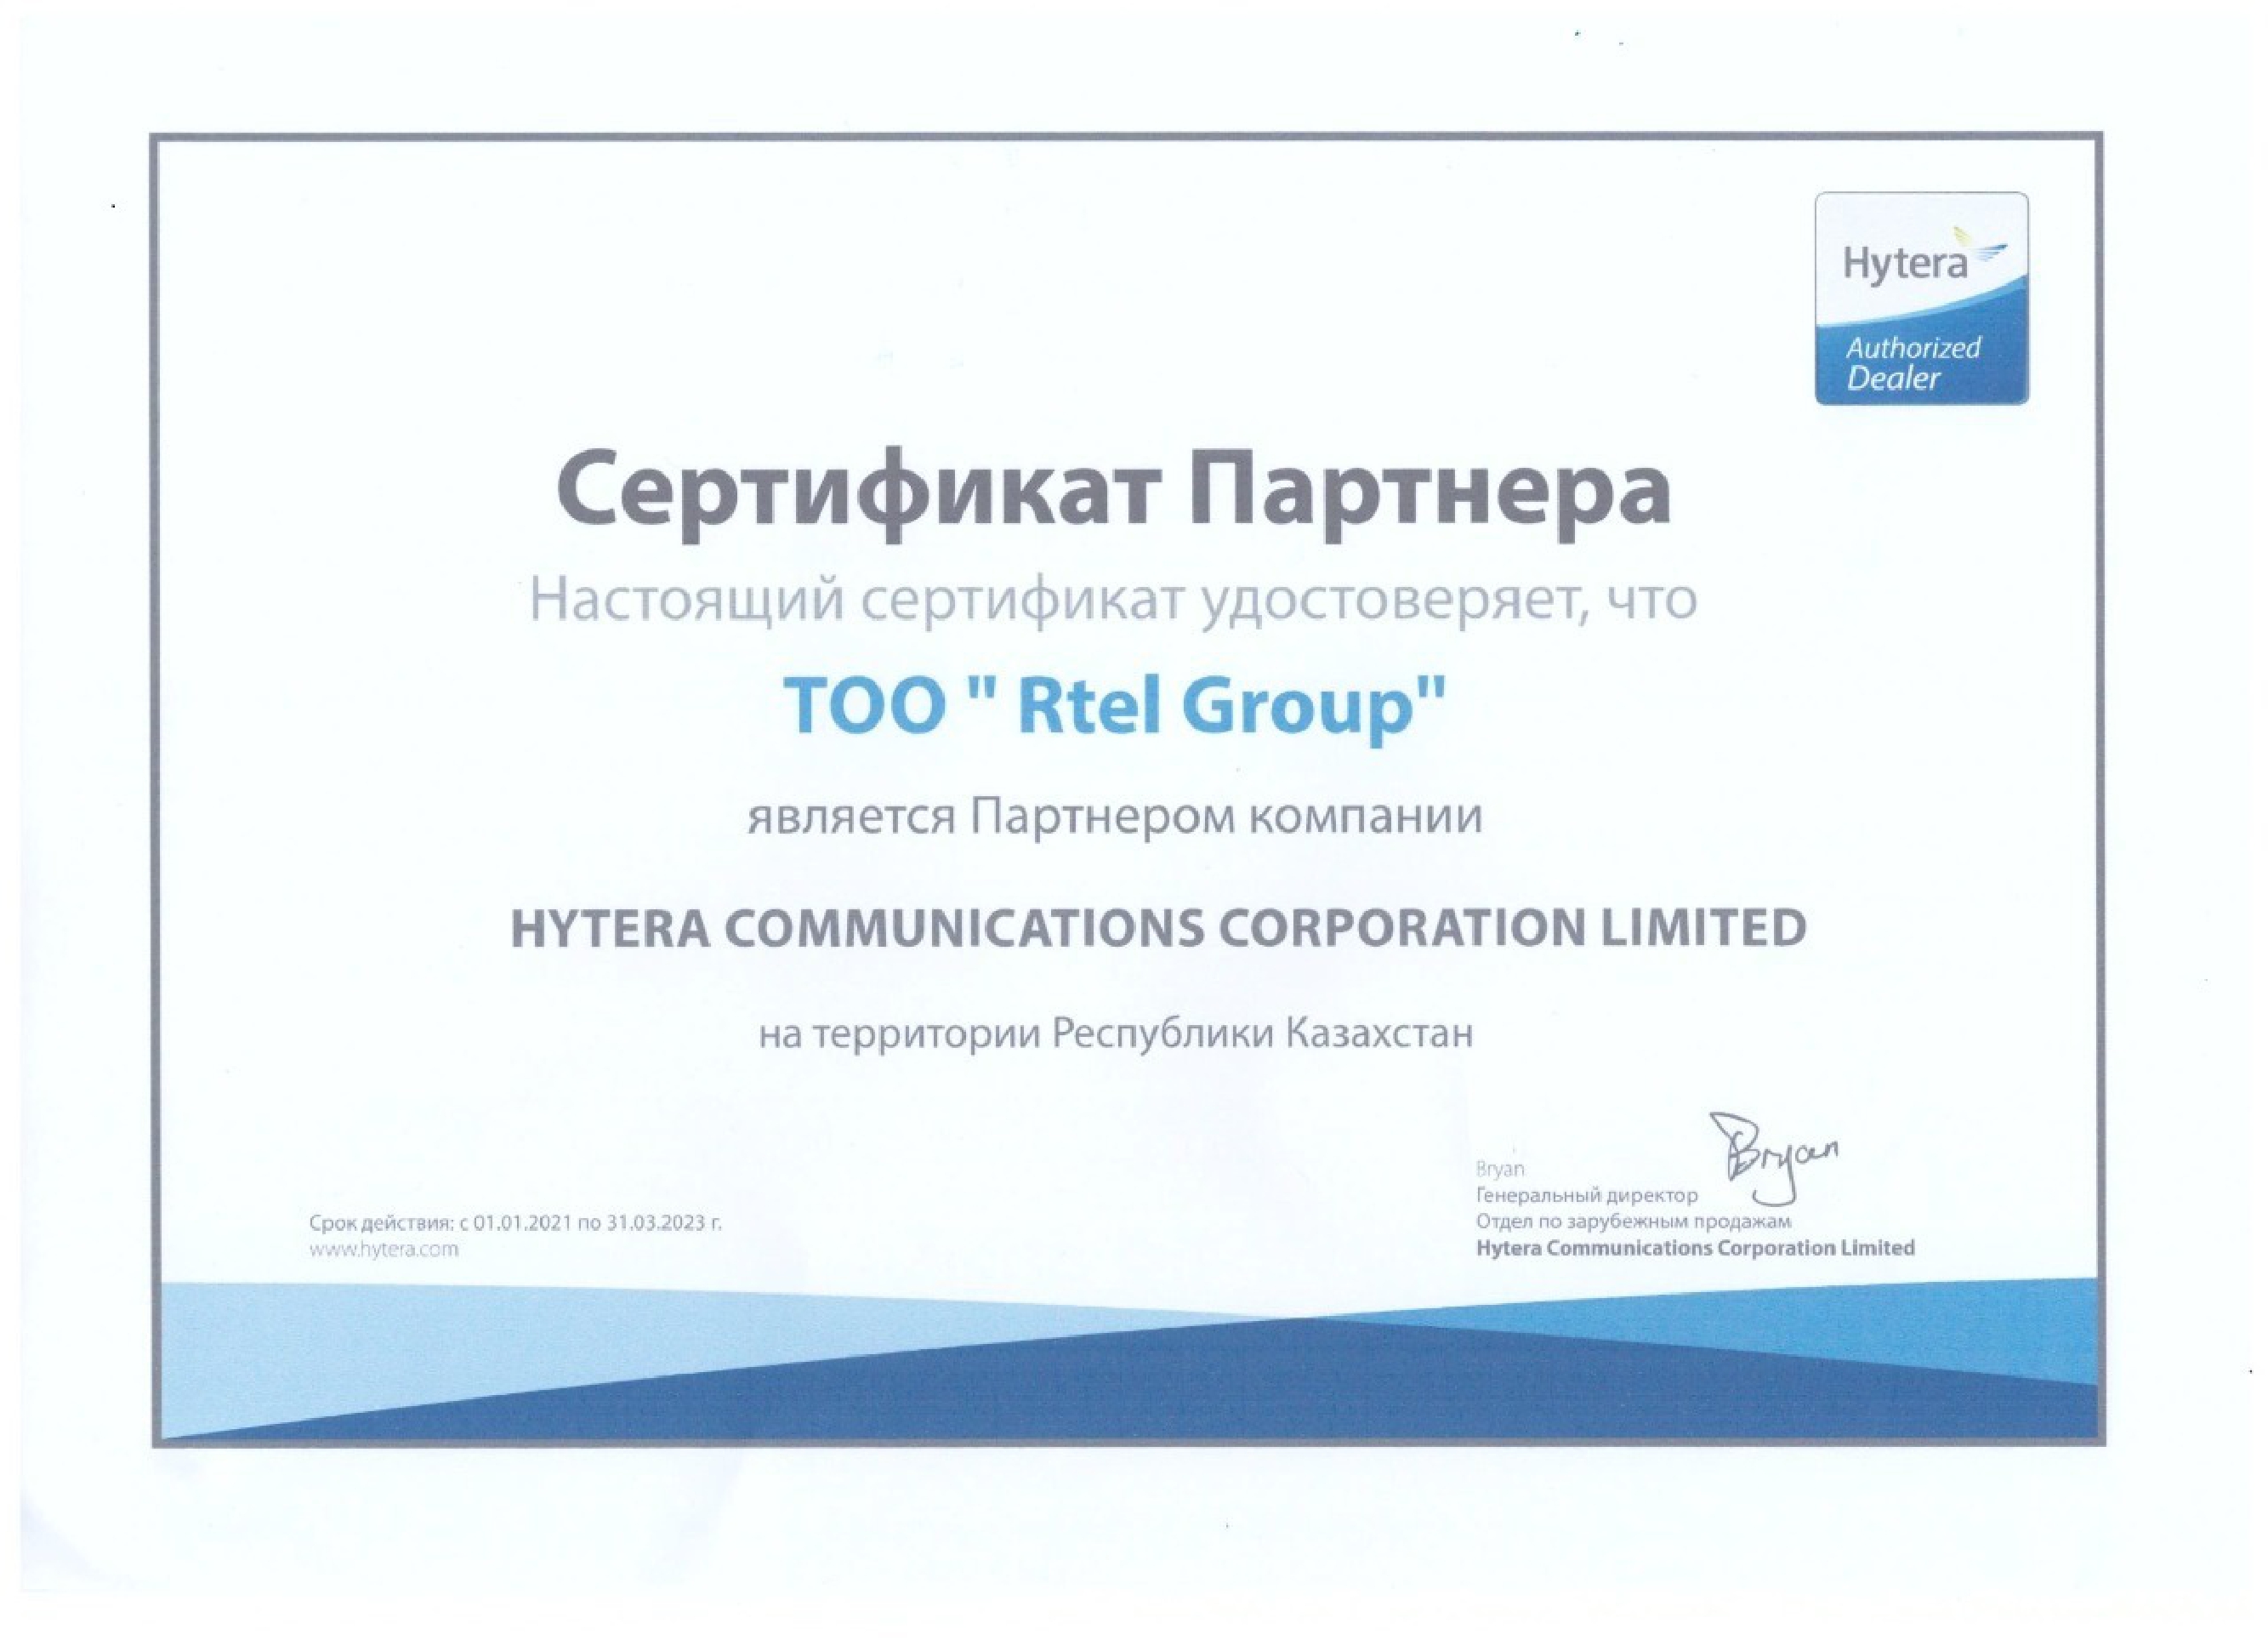 Hytera
Authorized
Dealer
Сертификат Партнера
Настоящий сертификат удостоверяет, что
ТОО " Rtel Group"
является Партнером компании
HYTERA COMMUNICATIONS CORPORATION LIMITED
на территории Республики Казахстан
Bryan
Bryan
Генеральный директор
Отдел по зарубежным продажам
Hytera Communications Corporation Limited
Срок действия: с 01.01.2021 по 31.03.2023 г.
www.hytera.com